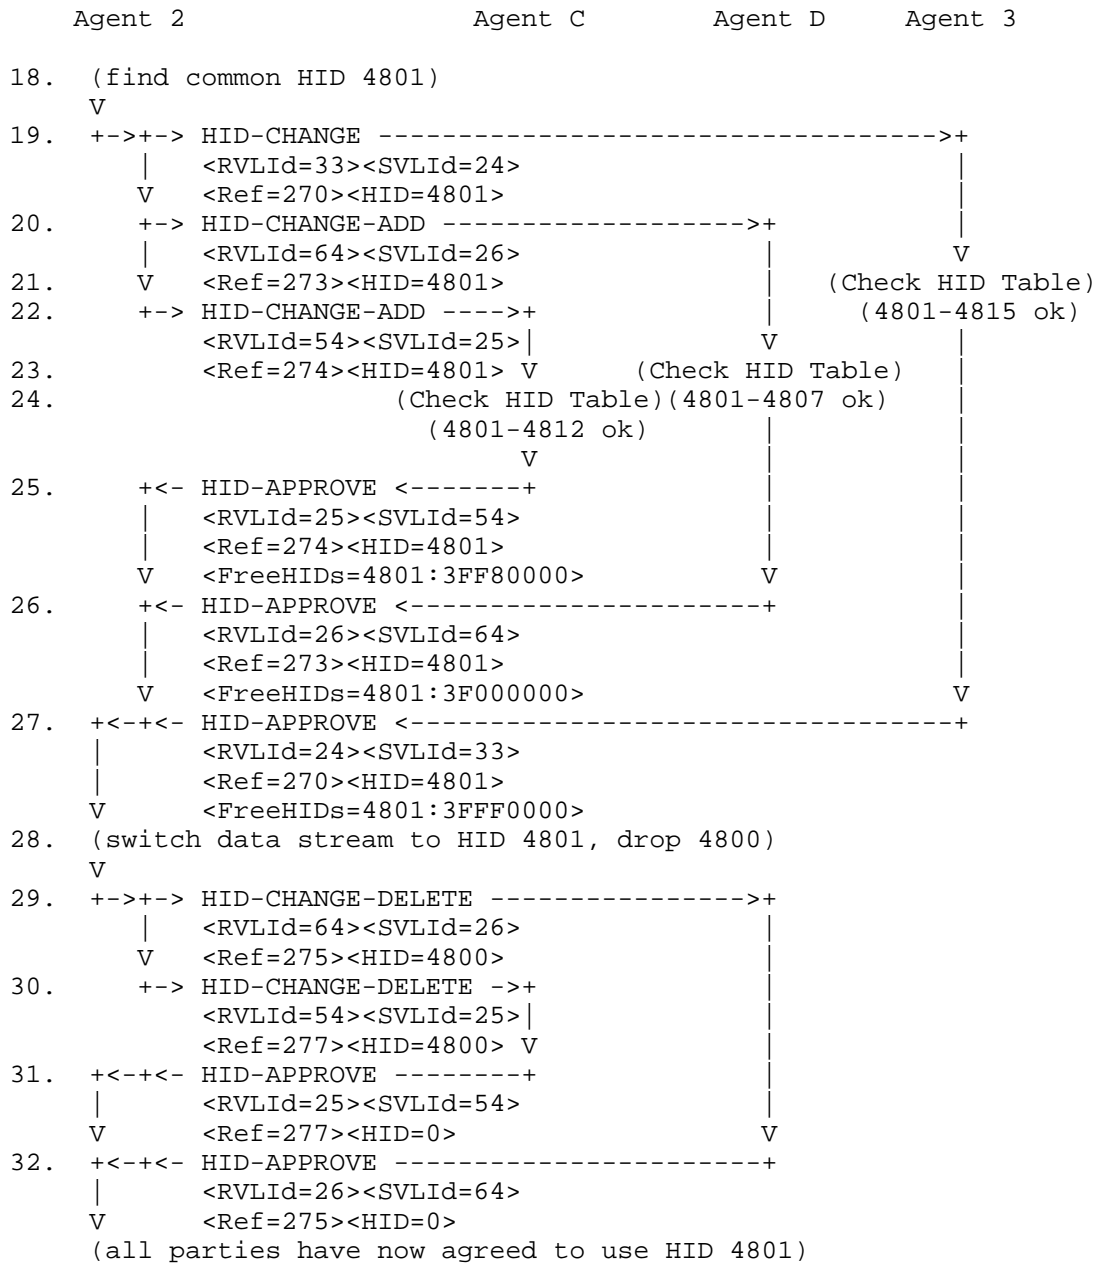 Agent 2                  Agent C        Agent D     Agent 3

18.  (find common HID 4801)
     V
19.  +->+-> HID-CHANGE ----------------------------------->+
        |   <RVLId=33><SVLId=24>                           |
        V   <Ref=270><HID=4801>                            |
20.     +-> HID-CHANGE-ADD ------------------->+           |
        |   <RVLId=64><SVLId=26>               |           V
21.     V   <Ref=273><HID=4801>                |   (Check HID Table)
22.     +-> HID-CHANGE-ADD ---->+              |     (4801-4815 ok)
            <RVLId=54><SVLId=25>|              V           |
23.         <Ref=274><HID=4801> V      (Check HID Table)   |
24.                     (Check HID Table)(4801-4807 ok)    |
                          (4801-4812 ok)       |           |
                                V              |           |
25.     +<- HID-APPROVE <-------+              |           |
        |   <RVLId=25><SVLId=54>               |           |
        |   <Ref=274><HID=4801>                |           |
        V   <FreeHIDs=4801:3FF80000>           V           |
26.     +<- HID-APPROVE <----------------------+           |
        |   <RVLId=26><SVLId=64>                           |
        |   <Ref=273><HID=4801>                            |
        V   <FreeHIDs=4801:3F000000>                       V
27.  +<-+<- HID-APPROVE <----------------------------------+
     |      <RVLId=24><SVLId=33>
     |      <Ref=270><HID=4801>
     V      <FreeHIDs=4801:3FFF0000>
28.  (switch data stream to HID 4801, drop 4800)
     V
29.  +->+-> HID-CHANGE-DELETE ---------------->+
        |   <RVLId=64><SVLId=26>               |
        V   <Ref=275><HID=4800>                |
30.     +-> HID-CHANGE-DELETE ->+              |
            <RVLId=54><SVLId=25>|              |
            <Ref=277><HID=4800> V              |
31.  +<-+<- HID-APPROVE --------+              |
     |      <RVLId=25><SVLId=54>               |
     V      <Ref=277><HID=0>                   V
32.  +<-+<- HID-APPROVE -----------------------+
     |      <RVLId=26><SVLId=64>
     V      <Ref=275><HID=0>
     (all parties have now agreed to use HID 4801)